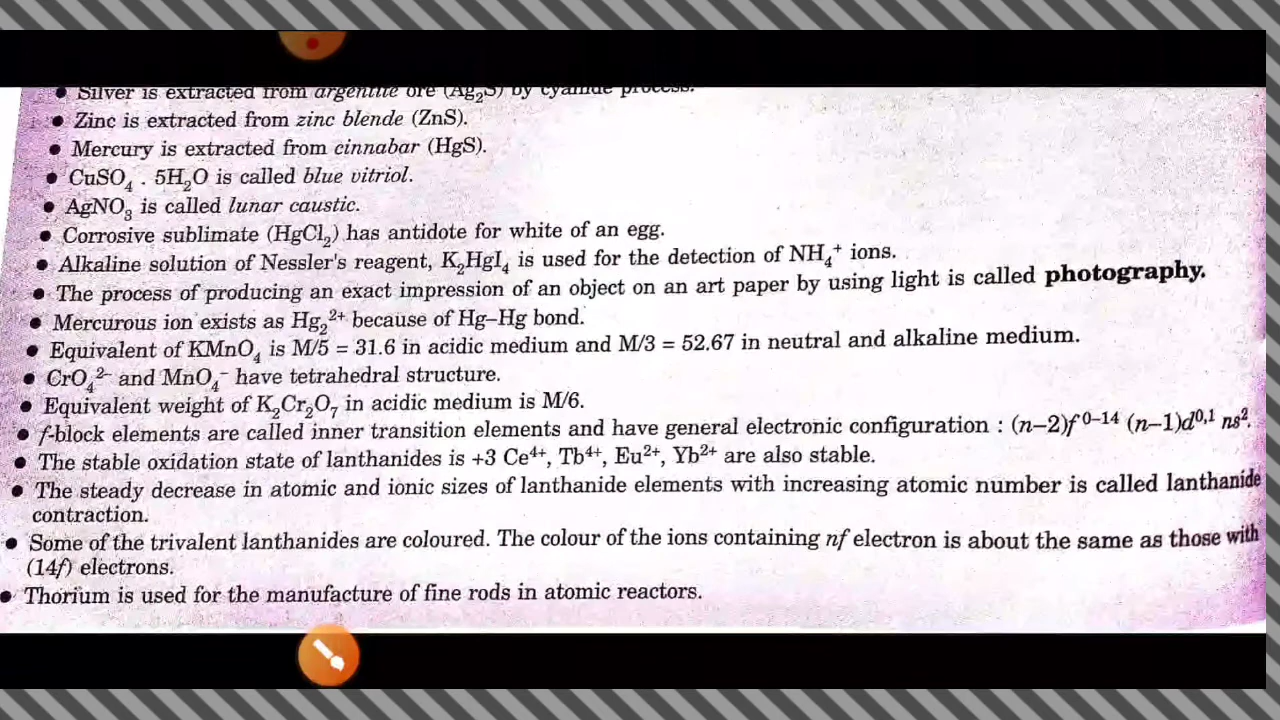 • Silver is extracted from argentite ore (Ag₂S) by cyanide process.
• Zinc is extracted from zinc blende (ZnS).
• Mercury is extracted from cinnabar (HgS).
• CuSO₄ . 5H₂O is called blue vitriol.
• AgNO₃ is called lunar caustic.
• Corrosive sublimate (HgCl₂) has antidote for white of an egg.
• Alkaline solution of Nessler's reagent, K₂HgI₄ is used for the detection of NH₄⁺ ions.
• The process of producing an exact impression of an object on an art paper by using light is called photography.
• Mercurous ion exists as Hg₂²⁺ because of Hg–Hg bond.
• Equivalent of KMnO₄ is M/5 = 31.6 in acidic medium and M/3 = 52.67 in neutral and alkaline medium.
• CrO₄²⁻ and MnO₄⁻ have tetrahedral structure.
• Equivalent weight of K₂Cr₂O₇ in acidic medium is M/6.
• f-block elements are called inner transition elements and have general electronic configuration : (n–2)f⁰⁻¹⁴ (n–1)d⁰,¹ ns².
• The stable oxidation state of lanthanides is +3 Ce⁴⁺, Tb⁴⁺, Eu²⁺, Yb²⁺ are also stable.
• The steady decrease in atomic and ionic sizes of lanthanide elements with increasing atomic number is called lanthanide
contraction.
• Some of the trivalent lanthanides are coloured. The colour of the ions containing nf electron is about the same as those with
(14f) electrons.
• Thorium is used for the manufacture of fine rods in atomic reactors.